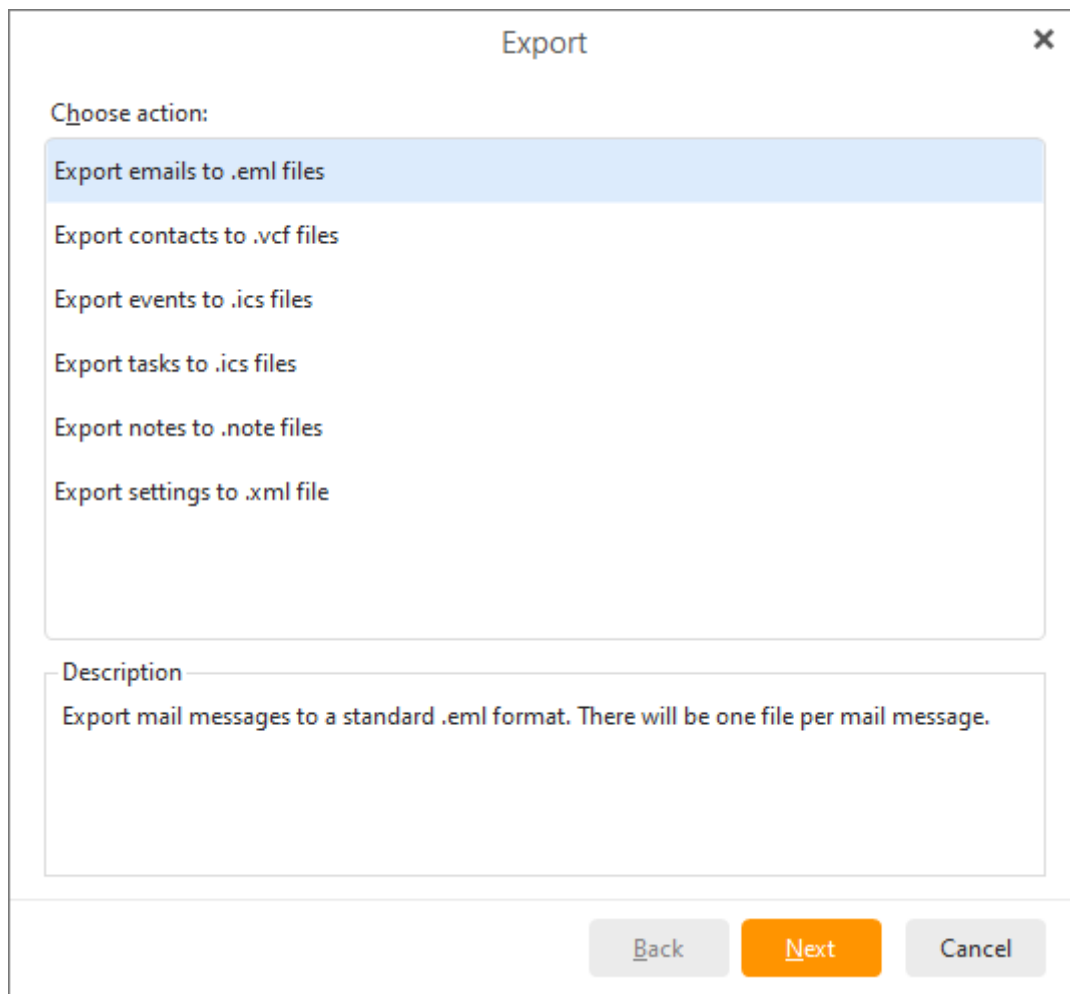 Export
Choose action:
Export emails to .eml files
Export contacts to .vcf files
Export events to .ics files
Export tasks to .ics files
Export notes to .note files
Export settings to .xml file
Description
Export mail messages to a standard .eml format. There will be one file per mail message.
Back Next Cancel